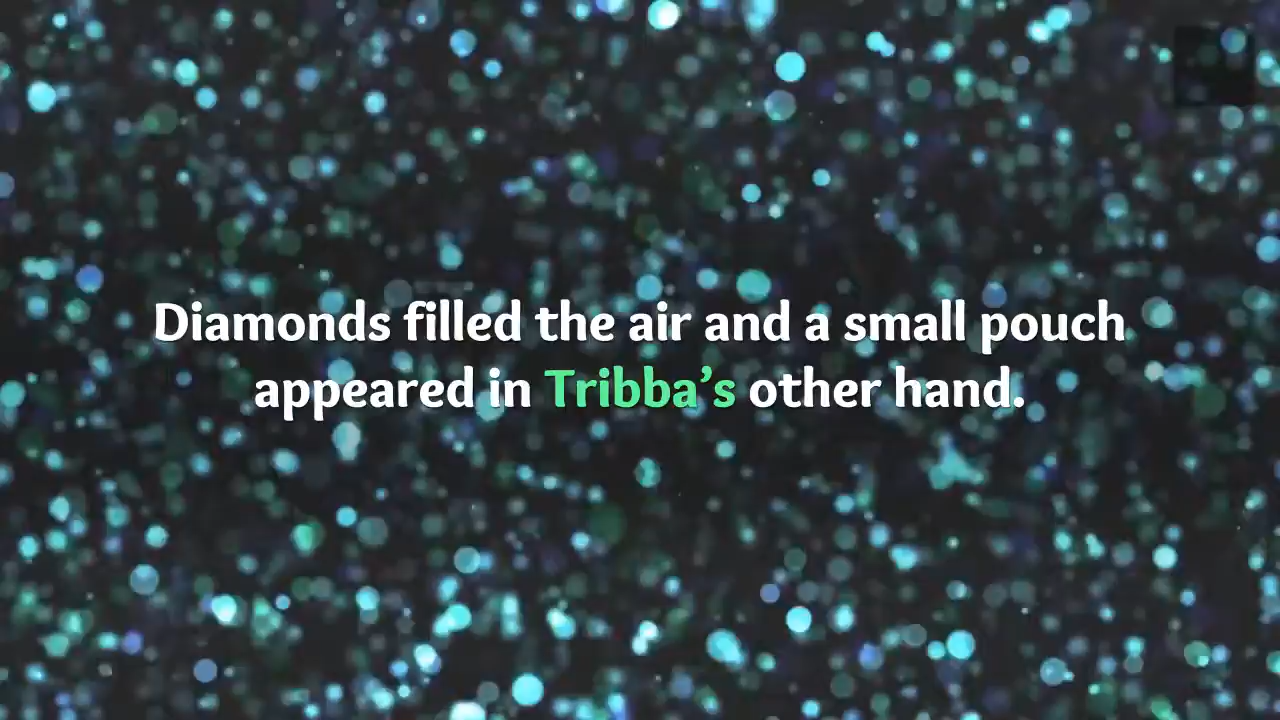 Diamonds filled the air and a small pouch
appeared in Tribba’s other hand.